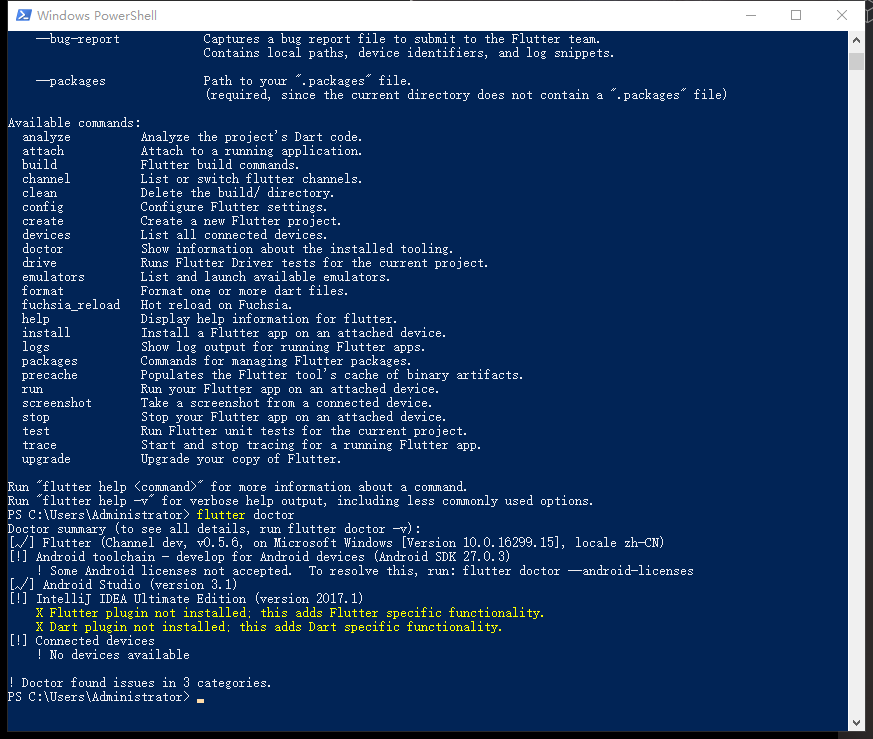 Windows PowerShell
--bug-report Captures a bug report file to submit to the Flutter team.
Contains local paths, device identifiers, and log snippets.
--packages Path to your ".packages" file.
(required, since the current directory does not contain a ".packages" file)
Available commands:
analyze Analyze the project's Dart code.
attach Attach to a running application.
build Flutter build commands.
channel List or switch flutter channels.
clean Delete the build/ directory.
config Configure Flutter settings.
create Create a new Flutter project.
devices List all connected devices.
doctor Show information about the installed tooling.
drive Runs Flutter Driver tests for the current project.
emulators List and launch available emulators.
format Format one or more dart files.
fuchsia_reload Hot reload on Fuchsia.
help Display help information for flutter.
install Install a Flutter app on an attached device.
logs Show log output for running Flutter apps.
packages Commands for managing Flutter packages.
precache Populates the Flutter tool's cache of binary artifacts.
run Run your Flutter app on an attached device.
screenshot Take a screenshot from a connected device.
stop Stop your Flutter app on an attached device.
test Run Flutter unit tests for the current project.
trace Start and stop tracing for a running Flutter app.
upgrade Upgrade your copy of Flutter.
Run "flutter help <command>" for more information about a command.
Run "flutter help -v" for verbose help output, including less commonly used options.
PS C:\Users\Administrator> flutter doctor
Doctor summary (to see all details, run flutter doctor -v):
[√] Flutter (Channel dev, v0.5.6, on Microsoft Windows [Version 10.0.16299.15], locale zh-CN)
[!] Android toolchain - develop for Android devices (Android SDK 27.0.3)
! Some Android licenses not accepted. To resolve this, run: flutter doctor --android-licenses
[√] Android Studio (version 3.1)
[!] IntelliJ IDEA Ultimate Edition (version 2017.1)
X Flutter plugin not installed; this adds Flutter specific functionality.
X Dart plugin not installed; this adds Dart specific functionality.
[!] Connected devices
! No devices available
! Doctor found issues in 3 categories.
PS C:\Users\Administrator>